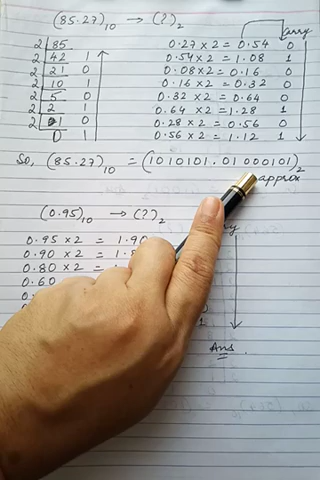 (85.27)10 → (?)2
carry
2 85
2 42 1
2 21 0
2 10 1
2 5 0
2 2 1
2 1 0
0 1
0.27 × 2 = 0.54 0
0.54 × 2 = 1.08 1
0.08 × 2 = 0.16 0
0.16 × 2 = 0.32 0
0.32 × 2 = 0.64 0
0.64 × 2 = 1.28 1
0.28 × 2 = 0.56 0
0.56 × 2 = 1.12 1
So, (85.27)10 = (1010101.01000101)2
approx
(0.95)10 → (?)2
0.95 × 2 = 1.90
0.90 × 2 =
0.80 × 2 =
0.60
Ans.